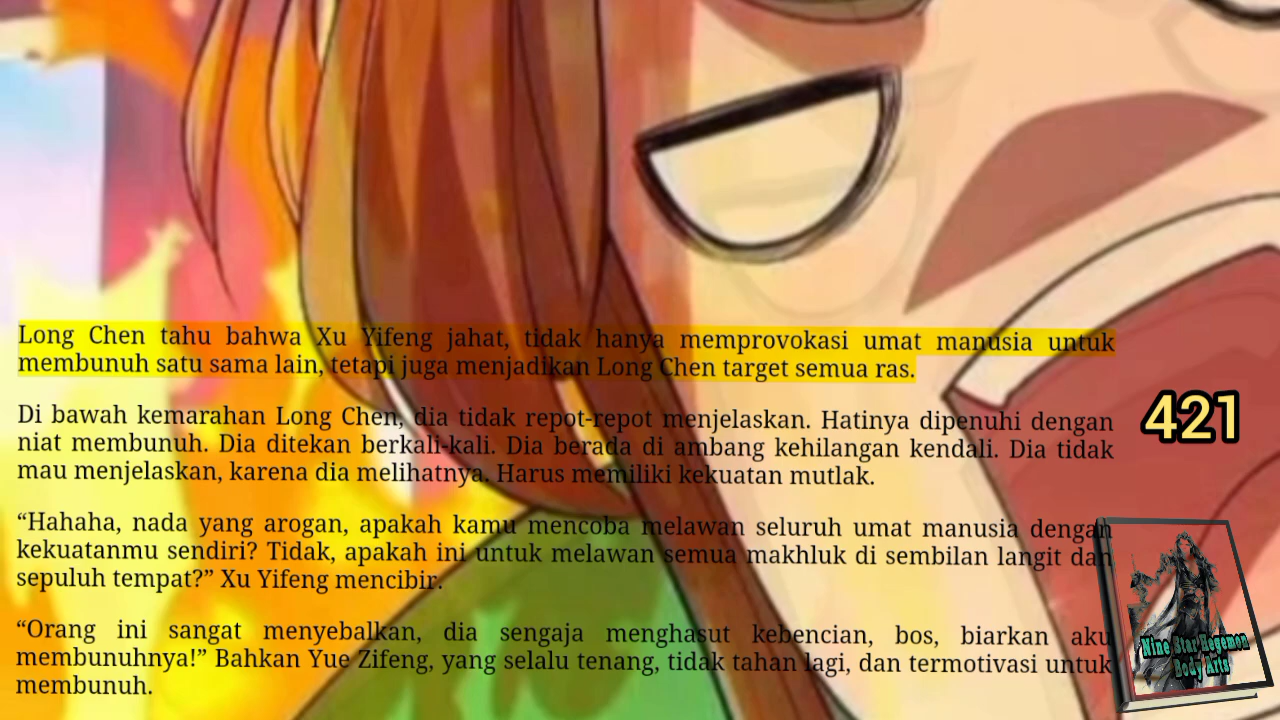 Long Chen tahu bahwa Xu Yifeng jahat, tidak hanya memprovokasi umat manusia untuk
membunuh satu sama lain, tetapi juga menjadikan Long Chen target semua ras.
Di bawah kemarahan Long Chen, dia tidak repot-repot menjelaskan. Hatinya dipenuhi dengan
niat membunuh. Dia ditekan berkali-kali. Dia berada di ambang kehilangan kendali. Dia tidak
mau menjelaskan, karena dia melihatnya. Harus memiliki kekuatan mutlak.
“Hahaha, nada yang arogan, apakah kamu mencoba melawan seluruh umat manusia dengan
kekuatanmu sendiri? Tidak, apakah ini untuk melawan semua makhluk di sembilan langit dan
sepuluh tempat?” Xu Yifeng mencibir.
“Orang ini sangat menyebalkan, dia sengaja menghasut kebencian, bos, biarkan aku
membunuhnya!” Bahkan Yue Zifeng, yang selalu tenang, tidak tahan lagi, dan termotivasi untuk
membunuh.
421
Nine Star Hegemon
Body Arts